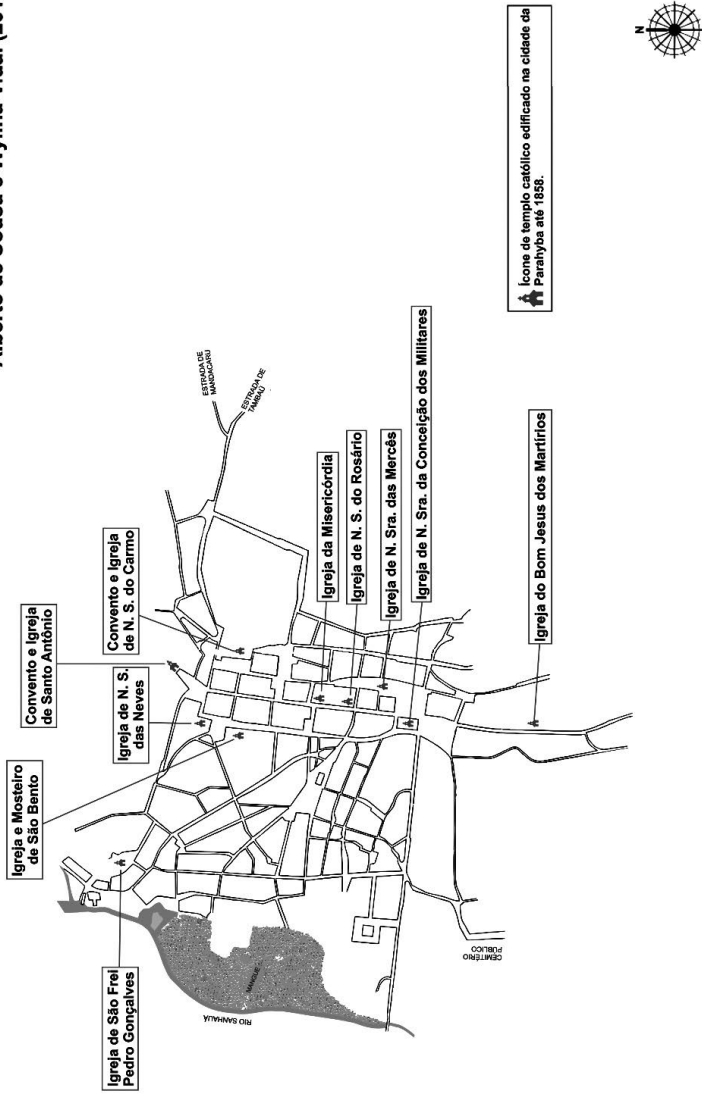 Convento e Igreja
de Santo Antônio
Igreja e Mosteiro
de São Bento
Igreja de N. S.
das Neves
Convento e Igreja
de N. S. do Carmo
Igreja de São Frei
Pedro Gonçalves
ESTRADA DE
MANDACARU
ESTRADA DE
TAMBAÚ
Igreja da Misericórdia
Igreja de N. S. do Rosário
Igreja de N. Sra. das Mercês
Igreja de N. Sra. da Conceição dos Militares
Igreja do Bom Jesus dos Martírios
MANGUE
RIO SANHAUÁ
CEMITÉRIO
PÚBLICO
Ícone de templo católico edificado na cidade da
Parahyba até 1858.
N